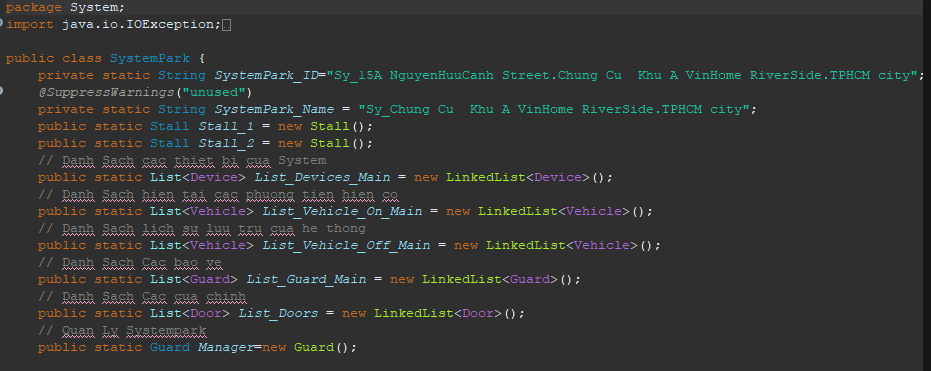 package System;
import java.io.IOException;
public class SystemPark {
private static String SystemPark_ID="Sy_15A NguyenHuuCanh Street.Chung Cu  Khu A VinHome RiverSide.TPHCM city";
@SuppressWarnings("unused")
private static String SystemPark_Name = "Sy_Chung Cu  Khu A VinHome RiverSide.TPHCM city";
public static Stall Stall_1 = new Stall();
public static Stall Stall_2 = new Stall();
// Danh Sach cac thiet bi cua System
public static List<Device> List_Devices_Main = new LinkedList<Device>();
// Danh Sach hien tai cac phuong tien hien co
public static List<Vehicle> List_Vehicle_On_Main = new LinkedList<Vehicle>();
// Danh Sach lich su luu tru cua he thong
public static List<Vehicle> List_Vehicle_Off_Main = new LinkedList<Vehicle>();
// Danh Sach Cac bao ve
public static List<Guard> List_Guard_Main = new LinkedList<Guard>();
// Danh Sach Cac cua chinh
public static List<Door> List_Doors = new LinkedList<Door>();
// Quan Ly Systempark
public static Guard Manager=new Guard();